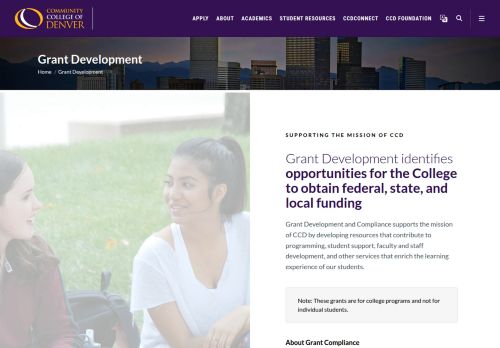 COMMUNITY
COLLEGE OF
DENVER
APPLY ABOUT ACADEMICS STUDENT RESOURCES CCDCONNECT CCD FOUNDATION
Grant Development
Home / Grant Development
SUPPORTING THE MISSION OF CCD
Grant Development identifies
opportunities for the College
to obtain federal, state, and
local funding
Grant Development and Compliance supports the mission
of CCD by developing resources that contribute to
programming, student support, faculty and staff
development, and other services that enrich the learning
experience of our students.
Note: These grants are for college programs and not for
individual students.
About Grant Compliance